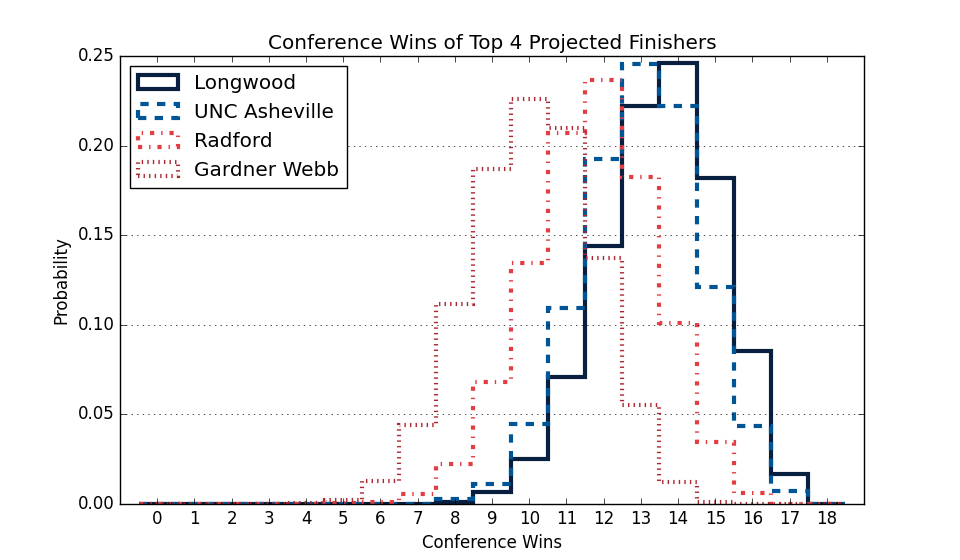 Conference Wins of Top 4 Projected Finishers
0.25
0.20
0.15
0.10
0.05
0.00
Probability
Longwood
UNC Asheville
Radford
Gardner Webb
0 1 2 3 4 5 6 7 8 9 10 11 12 13 14 15 16 17 18
Conference Wins